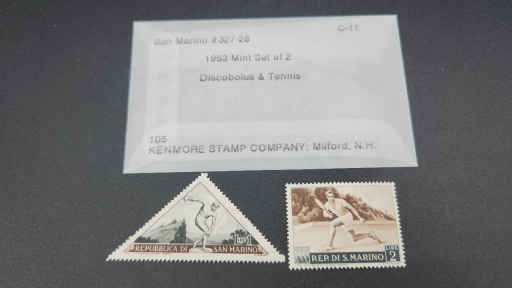 San Marino #327-28
C-11
1953 Mint Set of 2
Discobolus & Tennis
105
KENMORE STAMP COMPANY; Milford, N.H.
REPUBBLICA DI SAN MARINO
REP. DI S. MARINO
LIRE
2